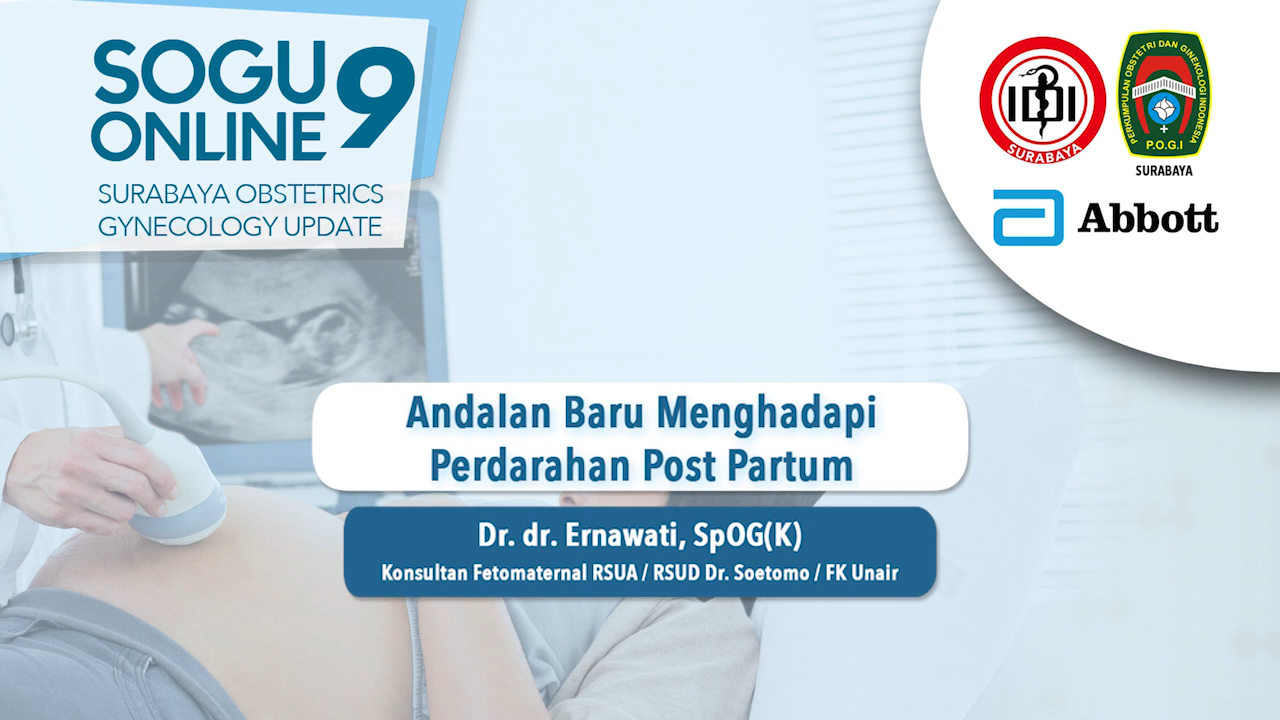 SOGU 9
ONLINE
SURABAYA OBSTETRICS
GYNECOLOGY UPDATE
IDI
SURABAYA
PERKUMPULAN OBSTETRI DAN GINEKOLOGI INDONESIA
P.O.G.I
SURABAYA
Abbott
Andalan Baru Menghadapi
Perdarahan Post Partum
Dr. dr. Ernawati, SpOG(K)
Konsultan Fetomaternal RSUA / RSUD Dr. Soetomo / FK Unair